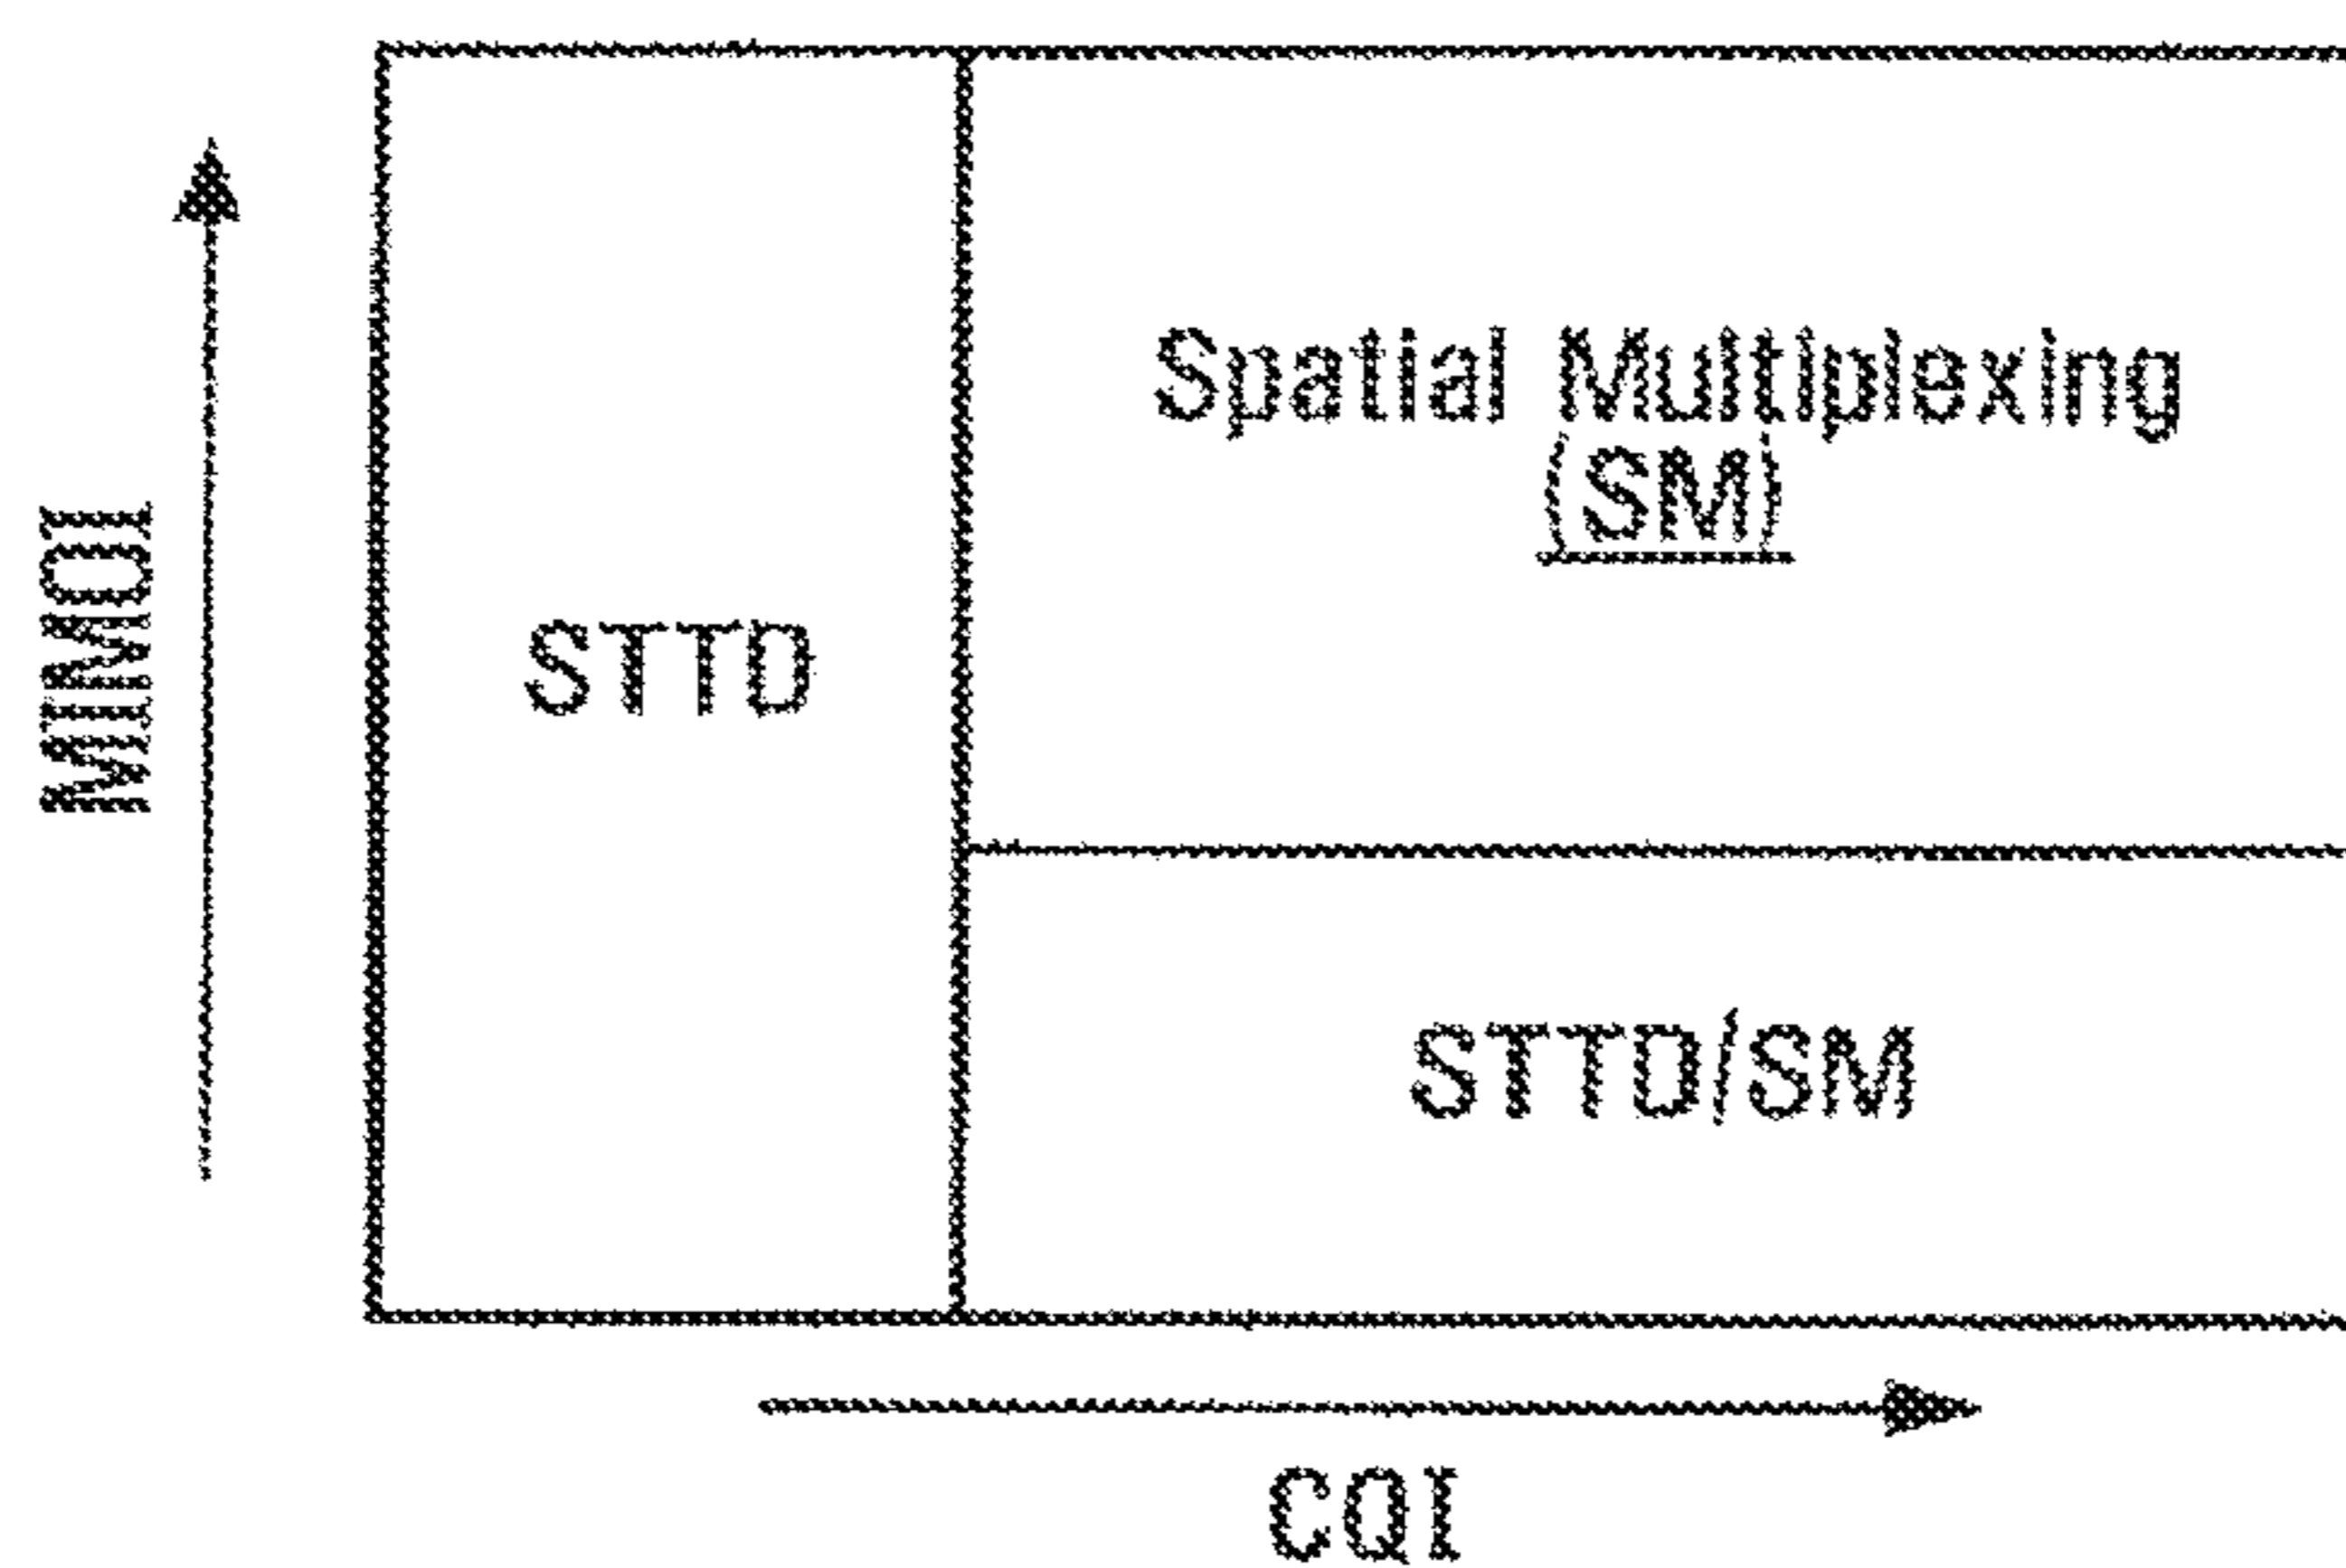 MIMOI
STTD
Spatial Multiplexing
(SM)
STTD/SM
CQI